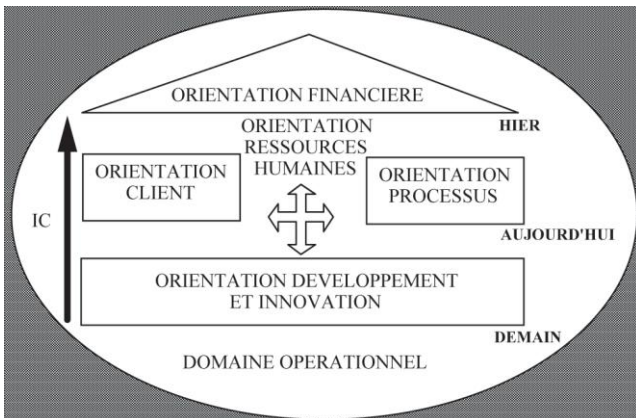 ORIENTATION FINANCIERE
HIER
ORIENTATION
RESSOURCES
HUMAINES
ORIENTATION
CLIENT
ORIENTATION
PROCESSUS
IC
AUJOURD'HUI
ORIENTATION DEVELOPPEMENT
ET INNOVATION
DEMAIN
DOMAINE OPERATIONNEL